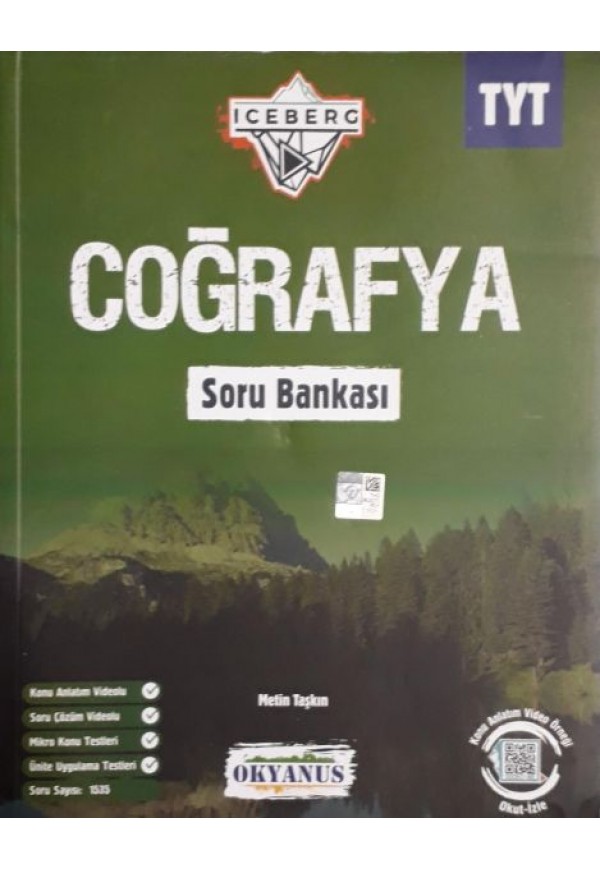 ICEBERG
TYT
COĞRAFYA
Soru Bankası
Konu Anlatım Videolu
Soru Çözüm Videolu
Mikro Konu Testleri
Ünite Uygulama Testleri
Soru Sayısı: 1535
Metin Taşkın
OKYANUS
Konu Anlatım Video Örneği
Okut-İzle